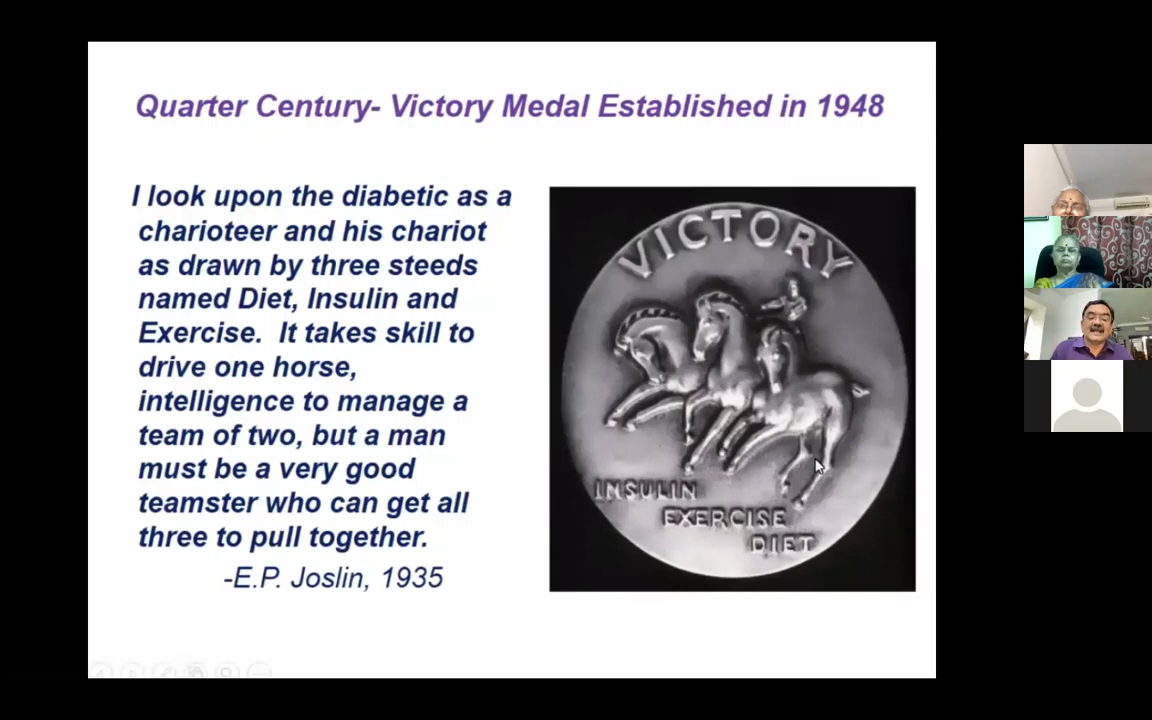 Quarter Century- Victory Medal Established in 1948
I look upon the diabetic as a
charioteer and his chariot
as drawn by three steeds
named Diet, Insulin and
Exercise.  It takes skill to
drive one horse,
intelligence to manage a
team of two, but a man
must be a very good
teamster who can get all
three to pull together.
-E.P. Joslin, 1935
VICTORY
INSULIN
EXERCISE
DIET